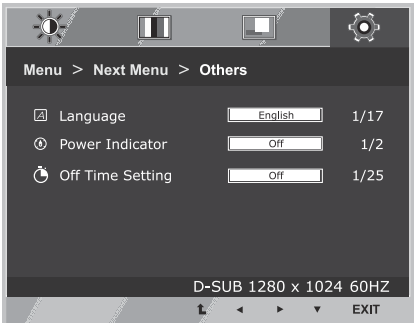 Menu > Next Menu > Others
Language English 1/17
Power Indicator Off 1/2
Off Time Setting Off 1/25
D-SUB 1280 x 1024 60HZ
EXIT